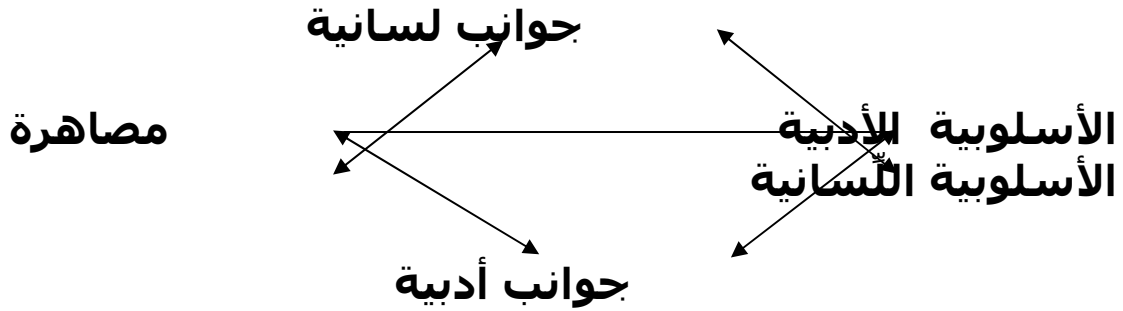 جوانب لسانية
الأسلوبية الأدبية مصاهرة
الأسلوبية اللّسانية
جوانب أدبية